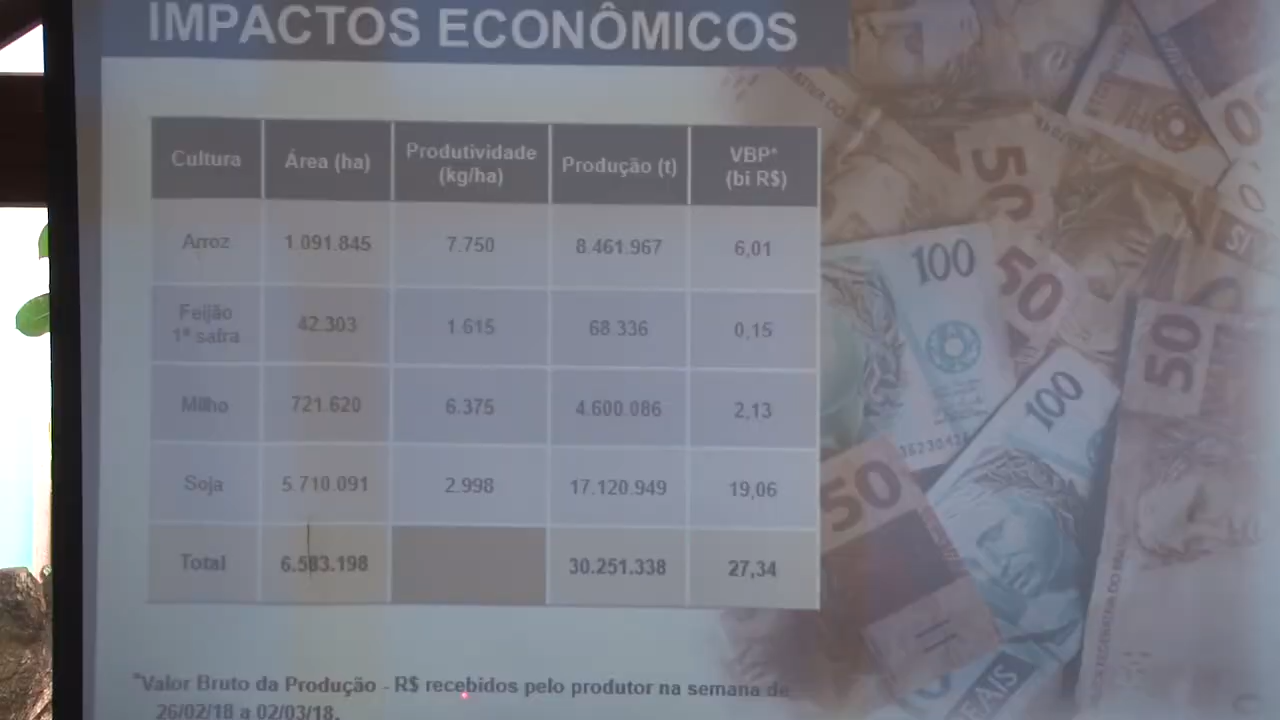 IMPACTOS ECONÔMICOS
Cultura Área (ha) Produtividade (kg/ha) Produção (t) VBP* (bi R$)
Arroz 1.091.845 7.750 8.461.967 6,01
Feijão 1ª safra 42.303 1.615 68 336 0,15
Milho 721.620 6.375 4.600.086 2,13
Soja 5.710.091 2.998 17.120.949 19,06
Total 6.583.198 30.251.338 27,34
*Valor Bruto da Produção - R$ recebidos pelo produtor na semana de
26/02/18 a 02/03/18.
50
100
50
50
100
50
REAIS